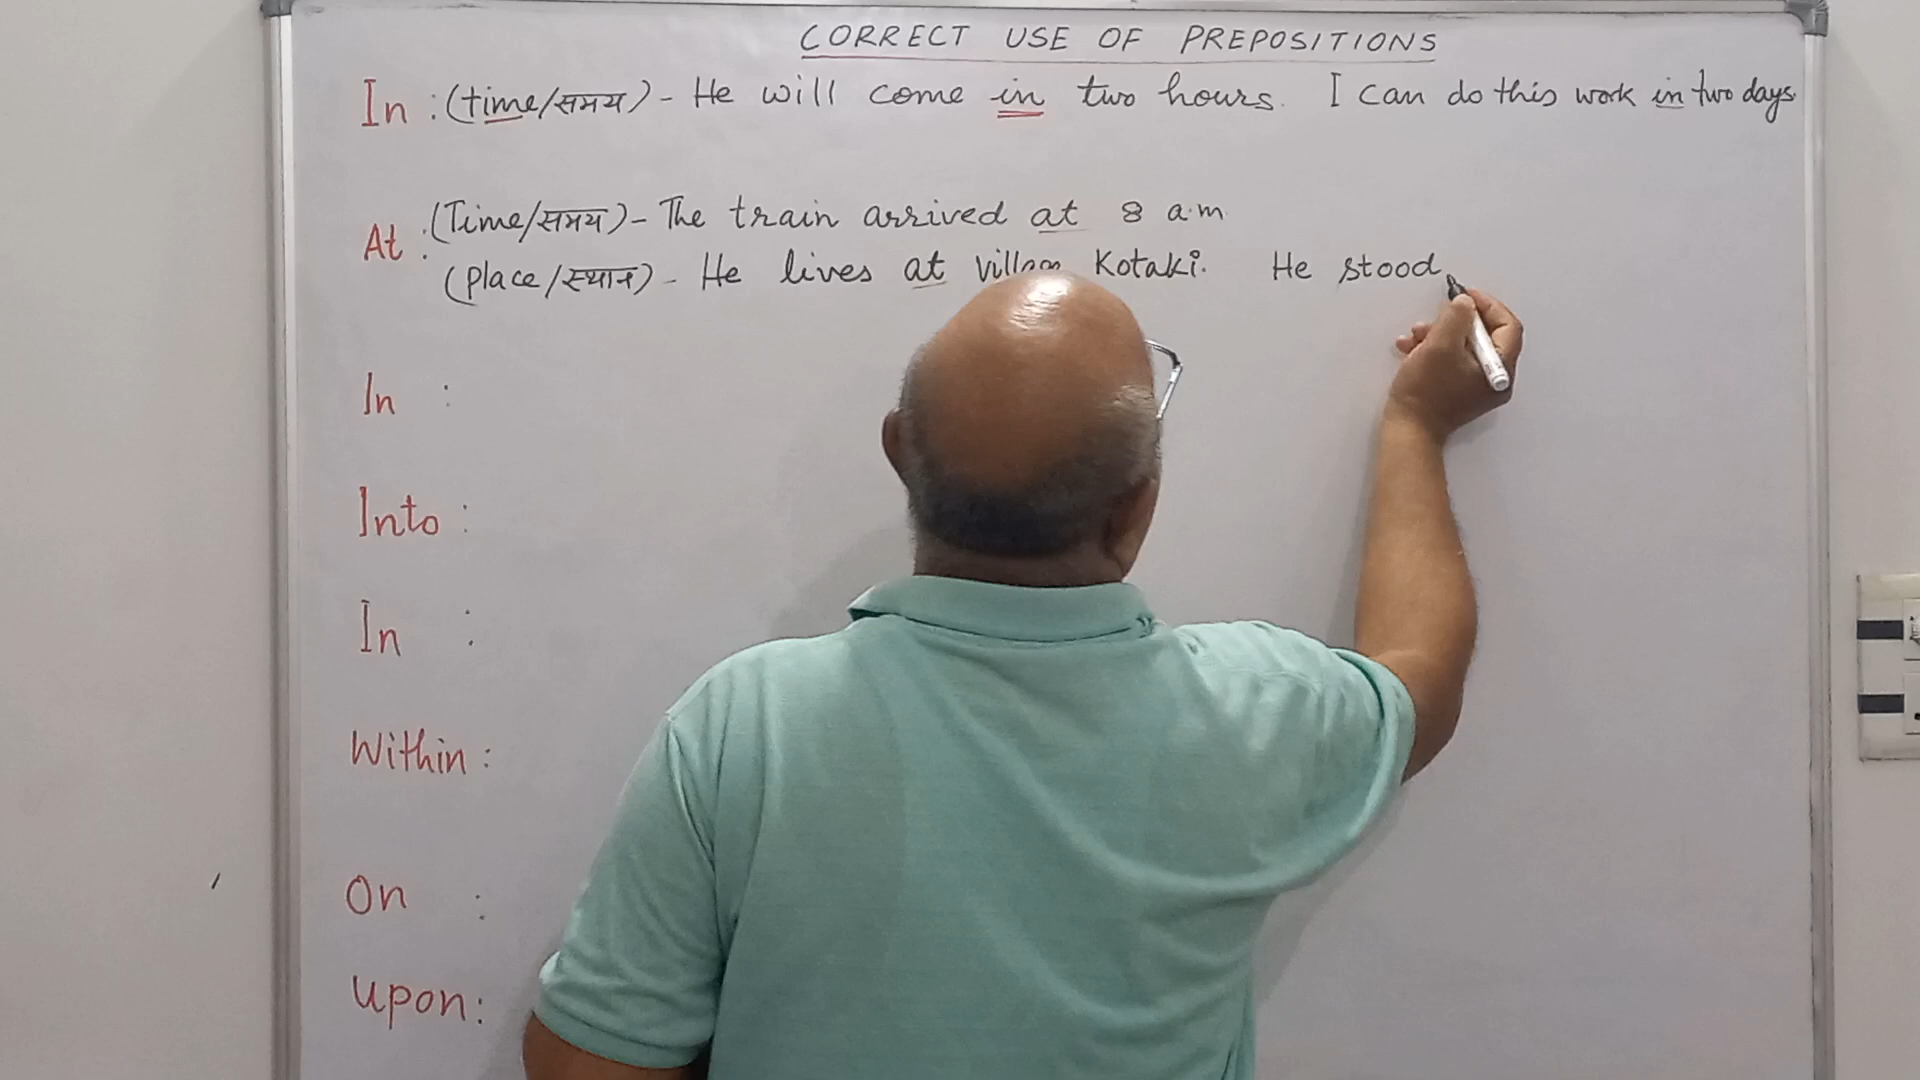 CORRECT USE OF PREPOSITIONS
In : (time/समय) - He will come in two hours. I can do this work in two days.
At : (Time/समय) - The train arrived at 8 a.m.
(place/स्थान) - He lives at Kotaki. He stood
In :
Into :
In :
Within :
On :
upon :